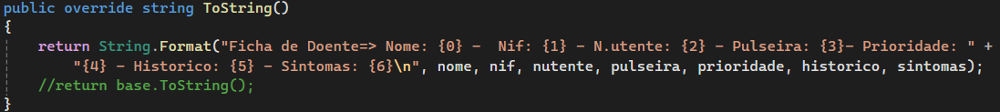 public override string ToString()
{
return String.Format("Ficha de Doente=> Nome: {0} -  Nif: {1} - N.utente: {2} - Pulseira: {3}- Prioridade: " +
"{4} - Historico: {5} - Sintomas: {6}\n", nome, nif, nutente, pulseira, prioridade, historico, sintomas);
//return base.ToString();
}